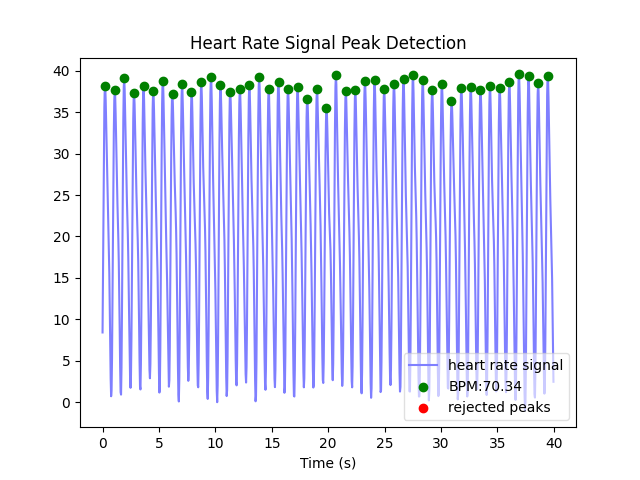 Heart Rate Signal Peak Detection
40
35
30
25
20
15
10
5
0
heart rate signal
BPM:70.34
rejected peaks
0 5 10 15 20 25 30 35 40
Time (s)